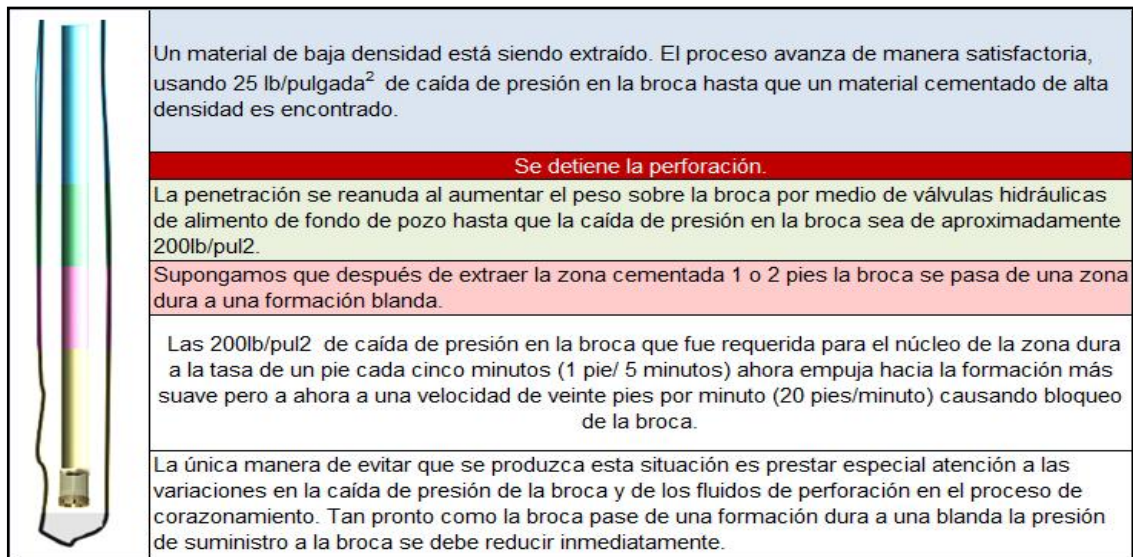 Un material de baja densidad está siendo extraído. El proceso avanza de manera satisfactoria,
usando 25 lb/pulgada² de caída de presión en la broca hasta que un material cementado de alta
densidad es encontrado.
Se detiene la perforación.
La penetración se reanuda al aumentar el peso sobre la broca por medio de válvulas hidráulicas
de alimento de fondo de pozo hasta que la caída de presión en la broca sea de aproximadamente
200lb/pul2.
Supongamos que después de extraer la zona cementada 1 o 2 pies la broca se pasa de una zona
dura a una formación blanda.
Las 200lb/pul2 de caída de presión en la broca que fue requerida para el núcleo de la zona dura
a la tasa de un pie cada cinco minutos (1 pie/ 5 minutos) ahora empuja hacia la formación más
suave pero a ahora a una velocidad de veinte pies por minuto (20 pies/minuto) causando bloqueo
de la broca.
La única manera de evitar que se produzca esta situación es prestar especial atención a las
variaciones en la caída de presión de la broca y de los fluidos de perforación en el proceso de
corazonamiento. Tan pronto como la broca pase de una formación dura a una blanda la presión
de suministro a la broca se debe reducir inmediatamente.